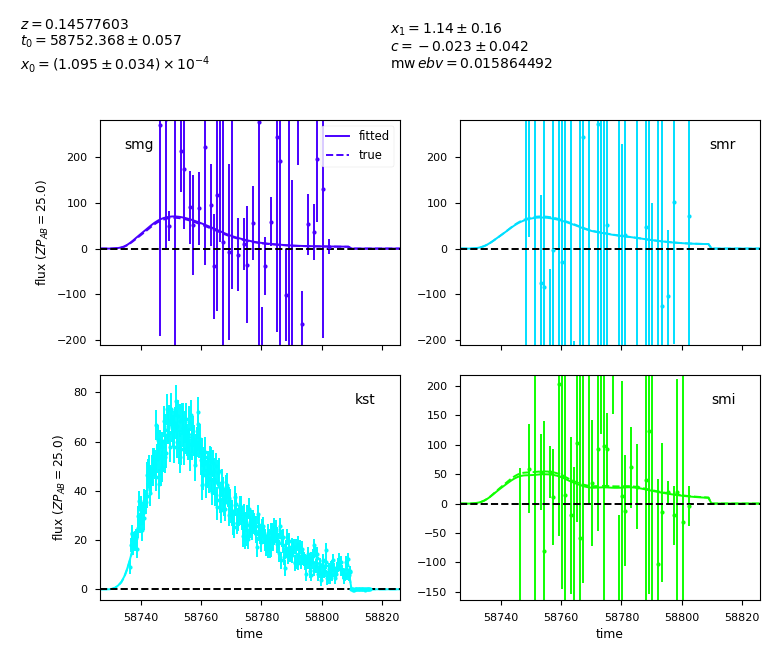 z = 0.14577603
t₀ = 58752.368 ± 0.057
x₀ = (1.095 ± 0.034) × 10⁻⁴
x₁ = 1.14 ± 0.16
c = −0.023 ± 0.042
mw ebv = 0.015864492
smg
fitted
true
200
100
0
−100
−200
flux (ZP_AB = 25.0)
smr
200
100
0
−100
−200
kst
80
60
40
20
0
flux (ZP_AB = 25.0)
58740 58760 58780 58800 58820
time
smi
200
150
100
50
0
−50
−100
−150
58740 58760 58780 58800 58820
time